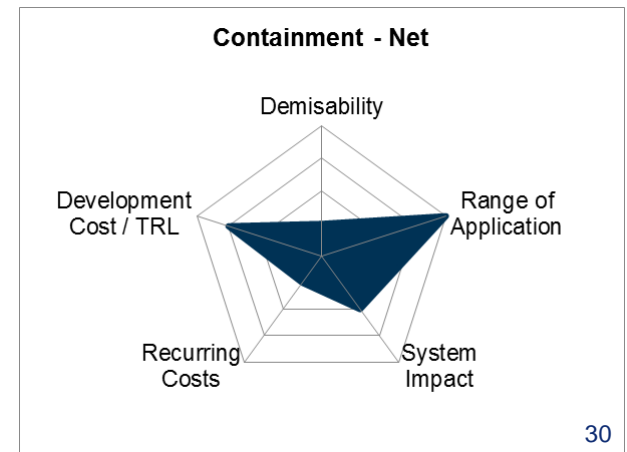 Containment - Net
Demisability
Development
Cost / TRL
Range of
Application
Recurring
Costs
System
Impact
30